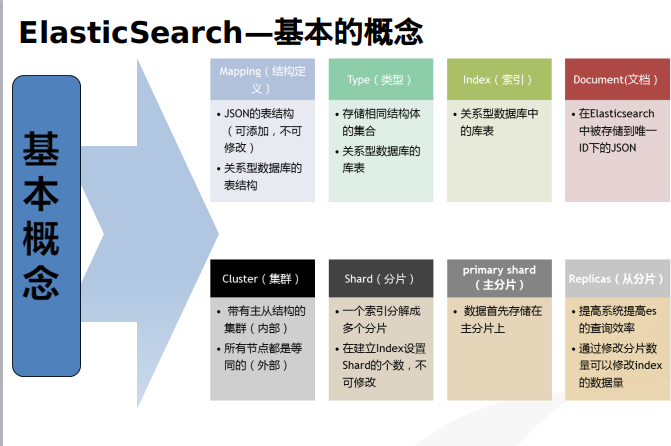 ElasticSearch—基本的概念
基
本
概
念
Mapping（结构定
义）
• JSON的表结构
（可添加，不可
修改）
• 关系型数据库的
表结构
Type（类型）
• 存储相同结构体
的集合
• 关系型数据库的
库表
Index（索引）
• 关系型数据库中
的库表
Document(文档）
• 在Elasticsearch
中被存储到唯一
ID下的JSON
Cluster（集群）
• 带有主从结构的
集群（内部）
• 所有节点都是等
同的（外部）
Shard（分片）
• 一个索引分解成
多个分片
• 在建立Index设置
Shard的个数，不
可修改
primary shard
（主分片）
• 数据首先存储在
主分片上
Replicas（从分片）
• 提高系统提高es
的查询效率
• 通过修改分片数
量可以修改index
的数据量